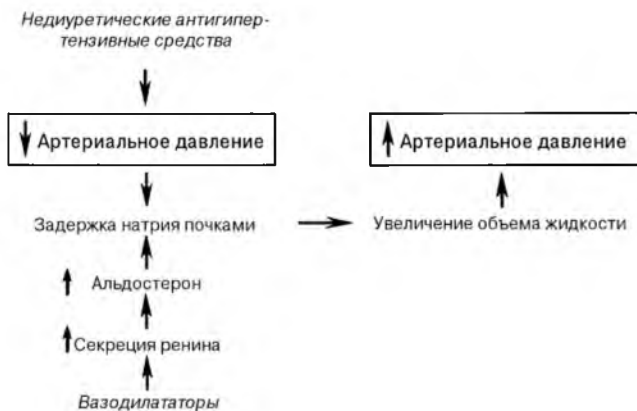 Недиуретические антигипер-
тензивные средства
Артериальное давление
Артериальное давление
Задержка натрия почками
Увеличение объема жидкости
Альдостерон
Секреция ренина
Вазодилататоры